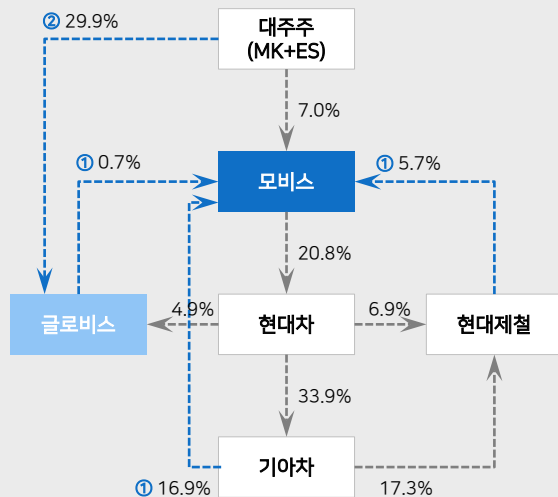 ② 29.9%
대주주
(MK+ES)
7.0%
① 0.7%
① 5.7%
모비스
20.8%
4.9%
6.9%
글로비스
현대차
현대제철
33.9%
기아차
① 16.9%
17.3%